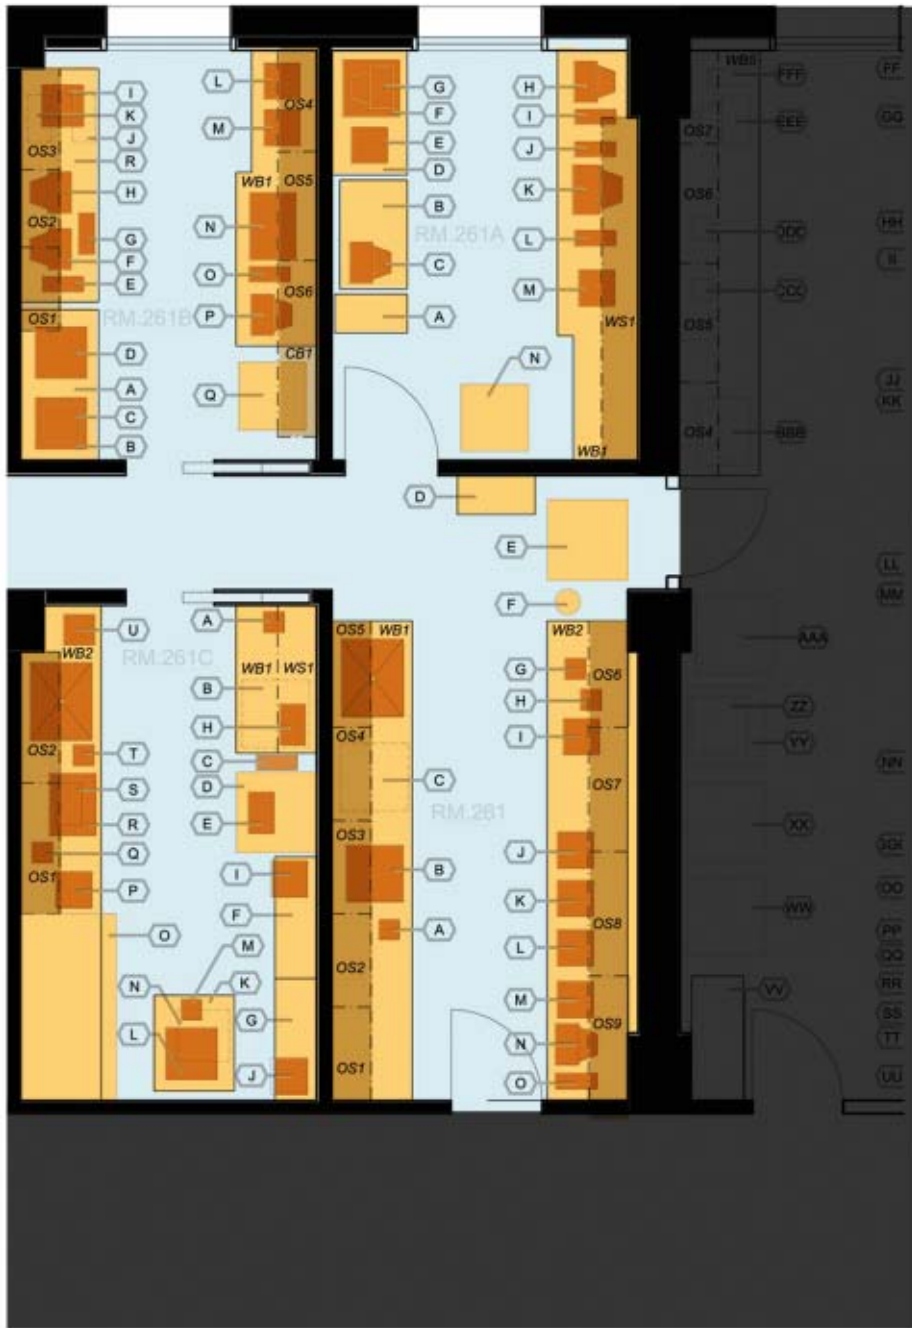 I
K
J
R
H
G
F
E
D
A
C
B
OS3
OS2
OS1
RM.261B
L
M
N
O
P
Q
OS4
OS5
OS6
WB1
CB1
G
F
E
D
B
C
A
RM.261A
H
I
J
K
L
M
N
WS1
WB1
D
E
F
U
WB2
T
S
R
Q
P
O
OS2
OS1
RM.261C
A
B
H
C
D
E
I
F
M
K
N
G
L
J
WB1
WS1
OS5
WB1
OS4
OS3
OS2
OS1
C
B
A
RM.261
WB2
G
H
I
J
K
L
M
N
O
OS6
OS7
OS8
OS9
WB5
OS7
OS6
OS5
OS4
FFF
EEE
DDD
CCC
BBB
AAA
ZZ
YY
XX
WW
VV
FF
GG
HH
II
JJ
KK
LL
MM
NN
GGG
OO
PP
QQ
RR
SS
TT
UU